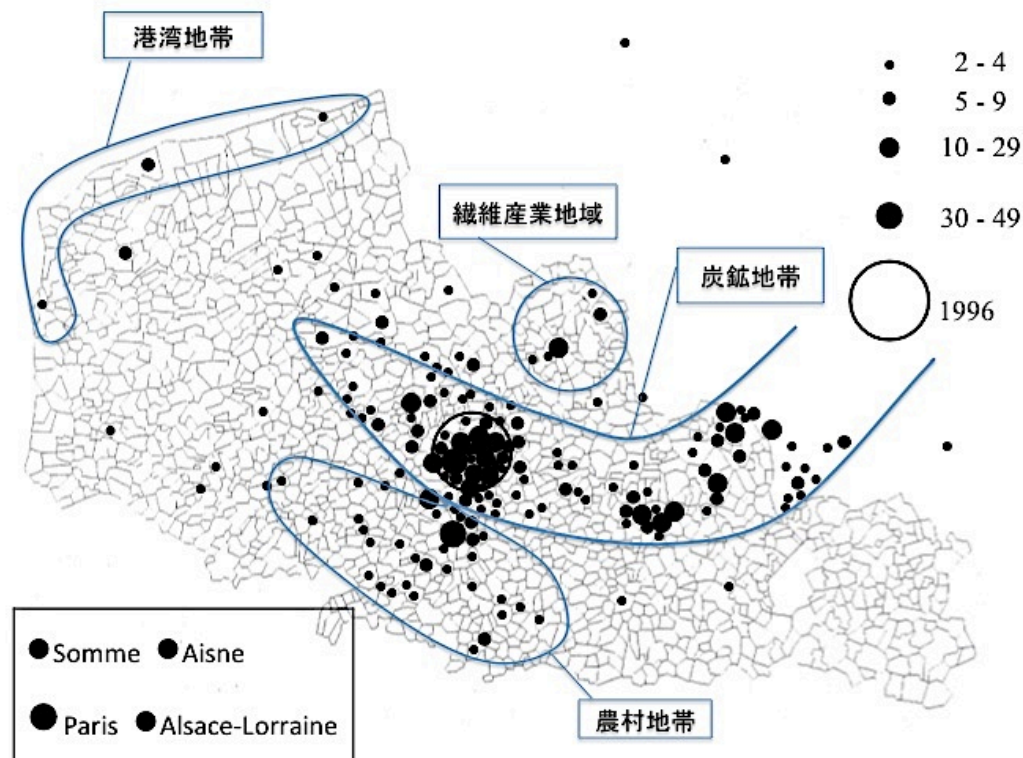 港湾地帯
2 - 4
5 - 9
10 - 29
30 - 49
1996
繊維産業地域
炭鉱地帯
農村地帯
Somme
Aisne
Paris
Alsace-Lorraine